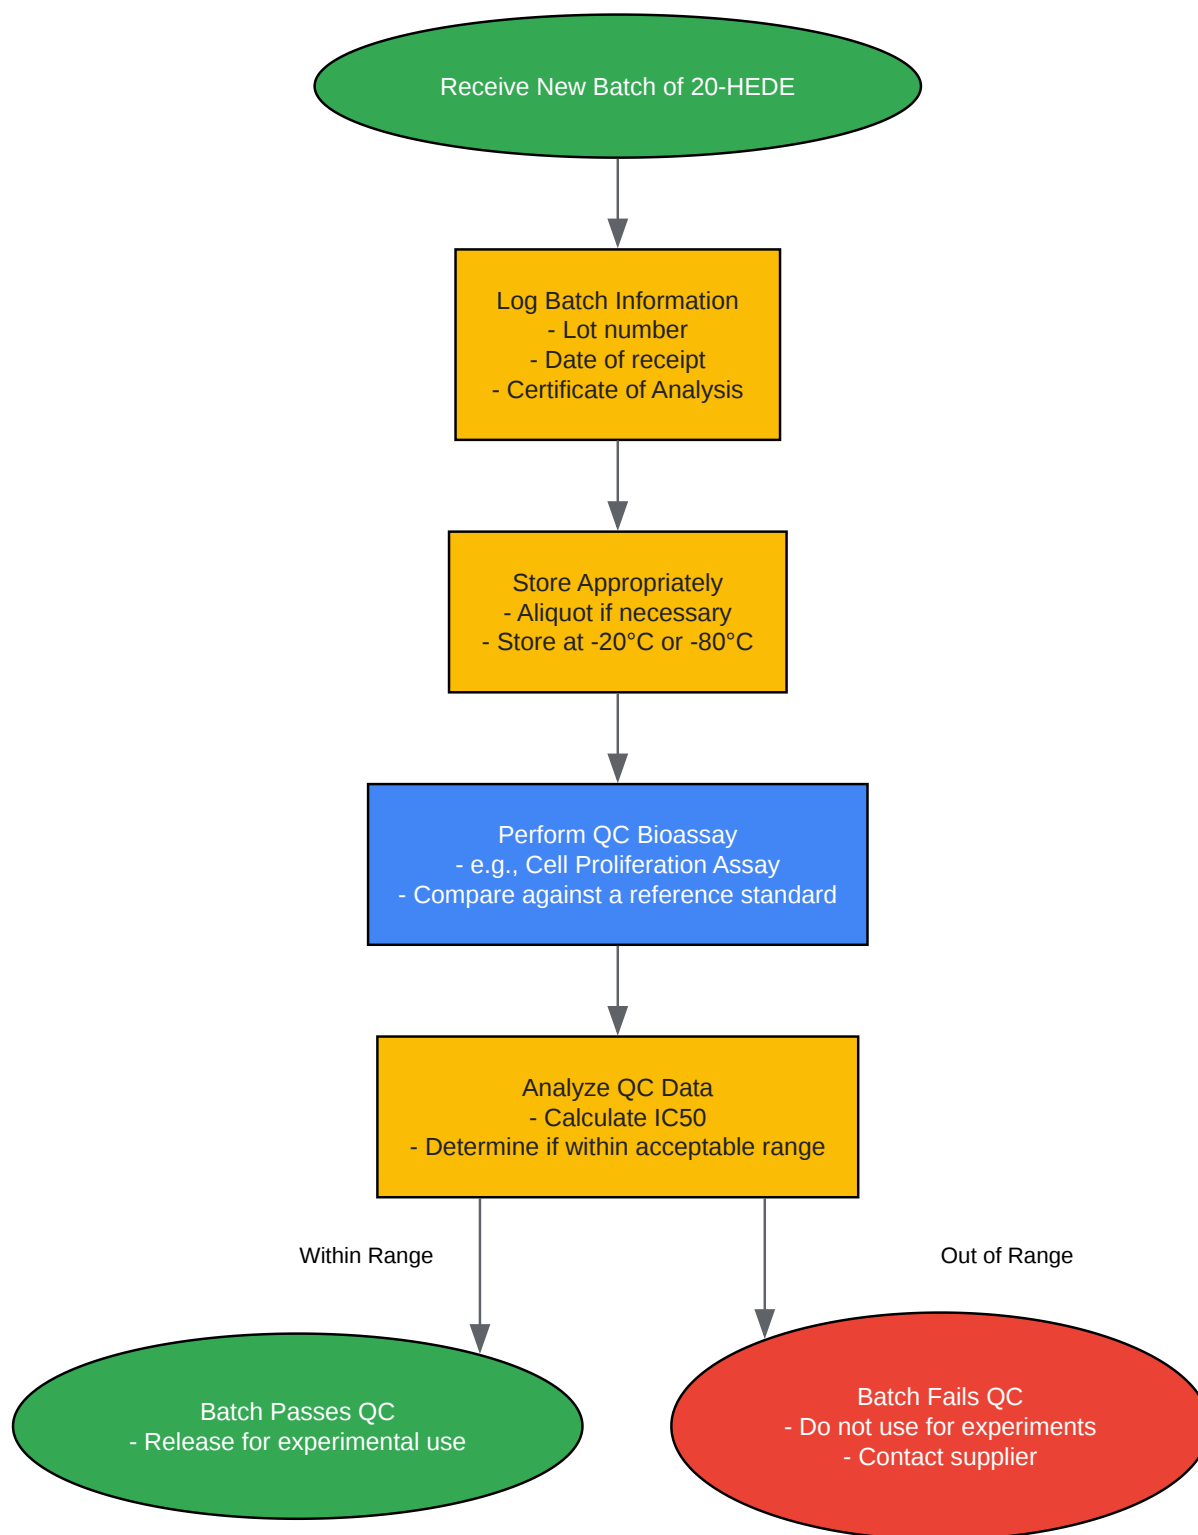 Receive New Batch of 20-HEDE
Log Batch Information
- Lot number
- Date of receipt
- Certificate of Analysis
Store Appropriately
- Aliquot if necessary
- Store at -20°C or -80°C
Perform QC Bioassay
- e.g., Cell Proliferation Assay
- Compare against a reference standard
Analyze QC Data
- Calculate IC50
- Determine if within acceptable range
Within Range
Out of Range
Batch Passes QC
- Release for experimental use
Batch Fails QC
- Do not use for experiments
- Contact supplier